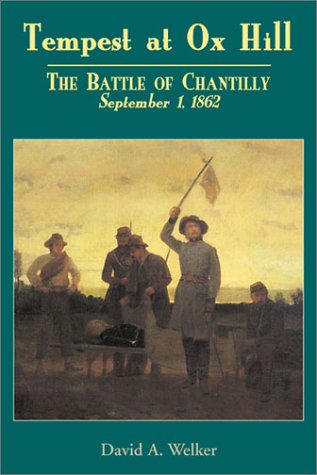 Tempest at Ox Hill
The Battle of Chantilly
September 1, 1862
David A. Welker